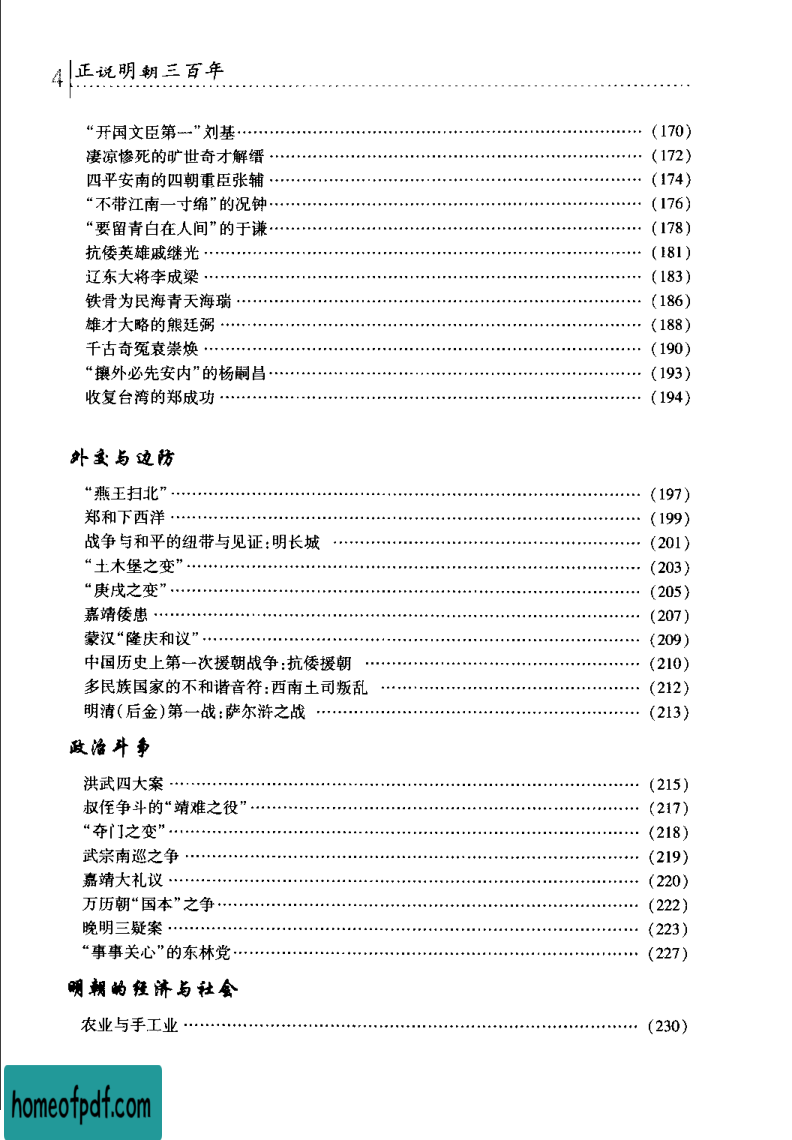 4 正说明朝三百年
“开国文臣第一”刘基 …… (170)
凄凉惨死的旷世奇才解缙 …… (172)
四平安南的四朝重臣张辅 …… (174)
“不带江南一寸绵”的况钟 …… (176)
“要留青白在人间”的于谦 …… (178)
抗倭英雄戚继光 …… (181)
辽东大将李成梁 …… (183)
铁骨为民海青天海瑞 …… (186)
雄才大略的熊廷弼 …… (188)
千古奇冤袁崇焕 …… (190)
“攘外必先安内”的杨嗣昌 …… (193)
收复台湾的郑成功 …… (194)
外交与边防
“燕王扫北” …… (197)
郑和下西洋 …… (199)
战争与和平的纽带与见证:明长城 …… (201)
“土木堡之变” …… (203)
“庚戌之变” …… (205)
嘉靖倭患 …… (207)
蒙汉“隆庆和议” …… (209)
中国历史上第一次援朝战争:抗倭援朝 …… (210)
多民族国家的不和谐音符:西南土司叛乱 …… (212)
明清(后金)第一战:萨尔浒之战 …… (213)
政治斗争
洪武四大案 …… (215)
叔侄争斗的“靖难之役” …… (217)
“夺门之变” …… (218)
武宗南巡之争 …… (219)
嘉靖大礼议 …… (220)
万历朝“国本”之争 …… (222)
晚明三疑案 …… (223)
“事事关心”的东林党 …… (227)
明朝的经济与社会
农业与手工业 …… (230)
homeofpdf.com